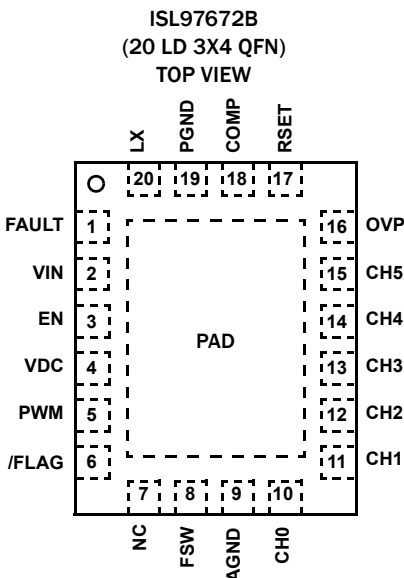 ISL97672B
(20 LD 3X4 QFN)
TOP VIEW
LX PGND COMP RSET
20 19 18 17
FAULT 1 16 OVP
VIN 2 15 CH5
EN 3 14 CH4
VDC 4 13 CH3
PAD
PWM 5 12 CH2
/FLAG 6 11 CH1
7 8 9 10
NC FSW AGND CH0